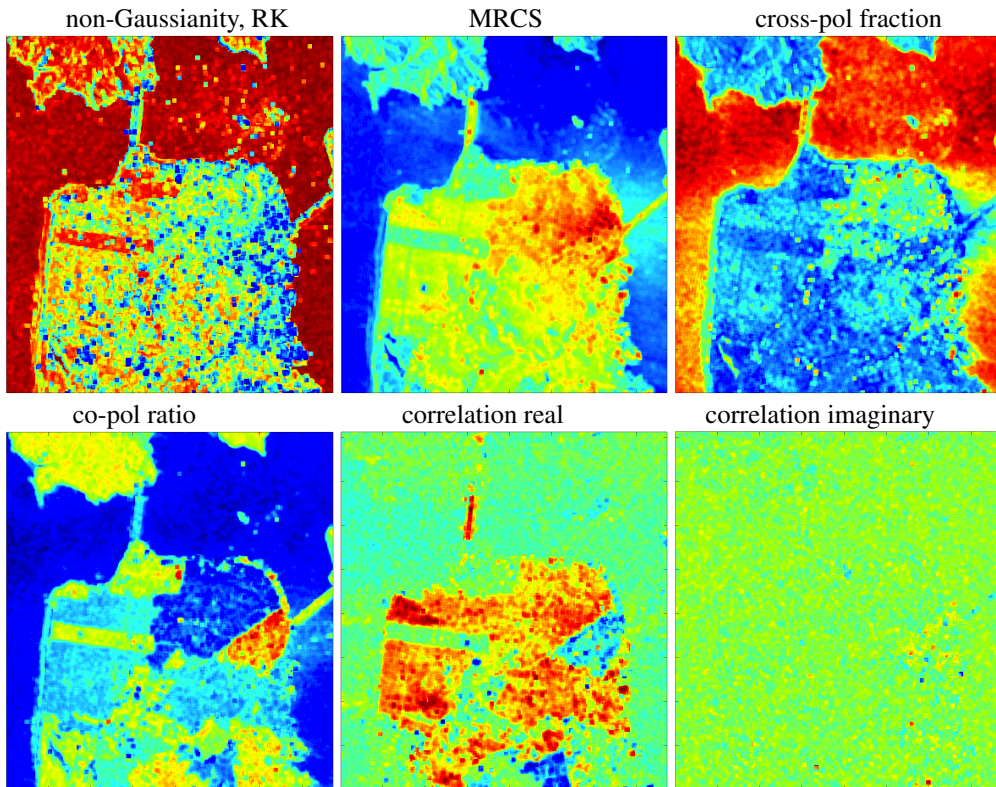 non-Gaussianity, RK
MRCS
cross-pol fraction
co-pol ratio
correlation real
correlation imaginary